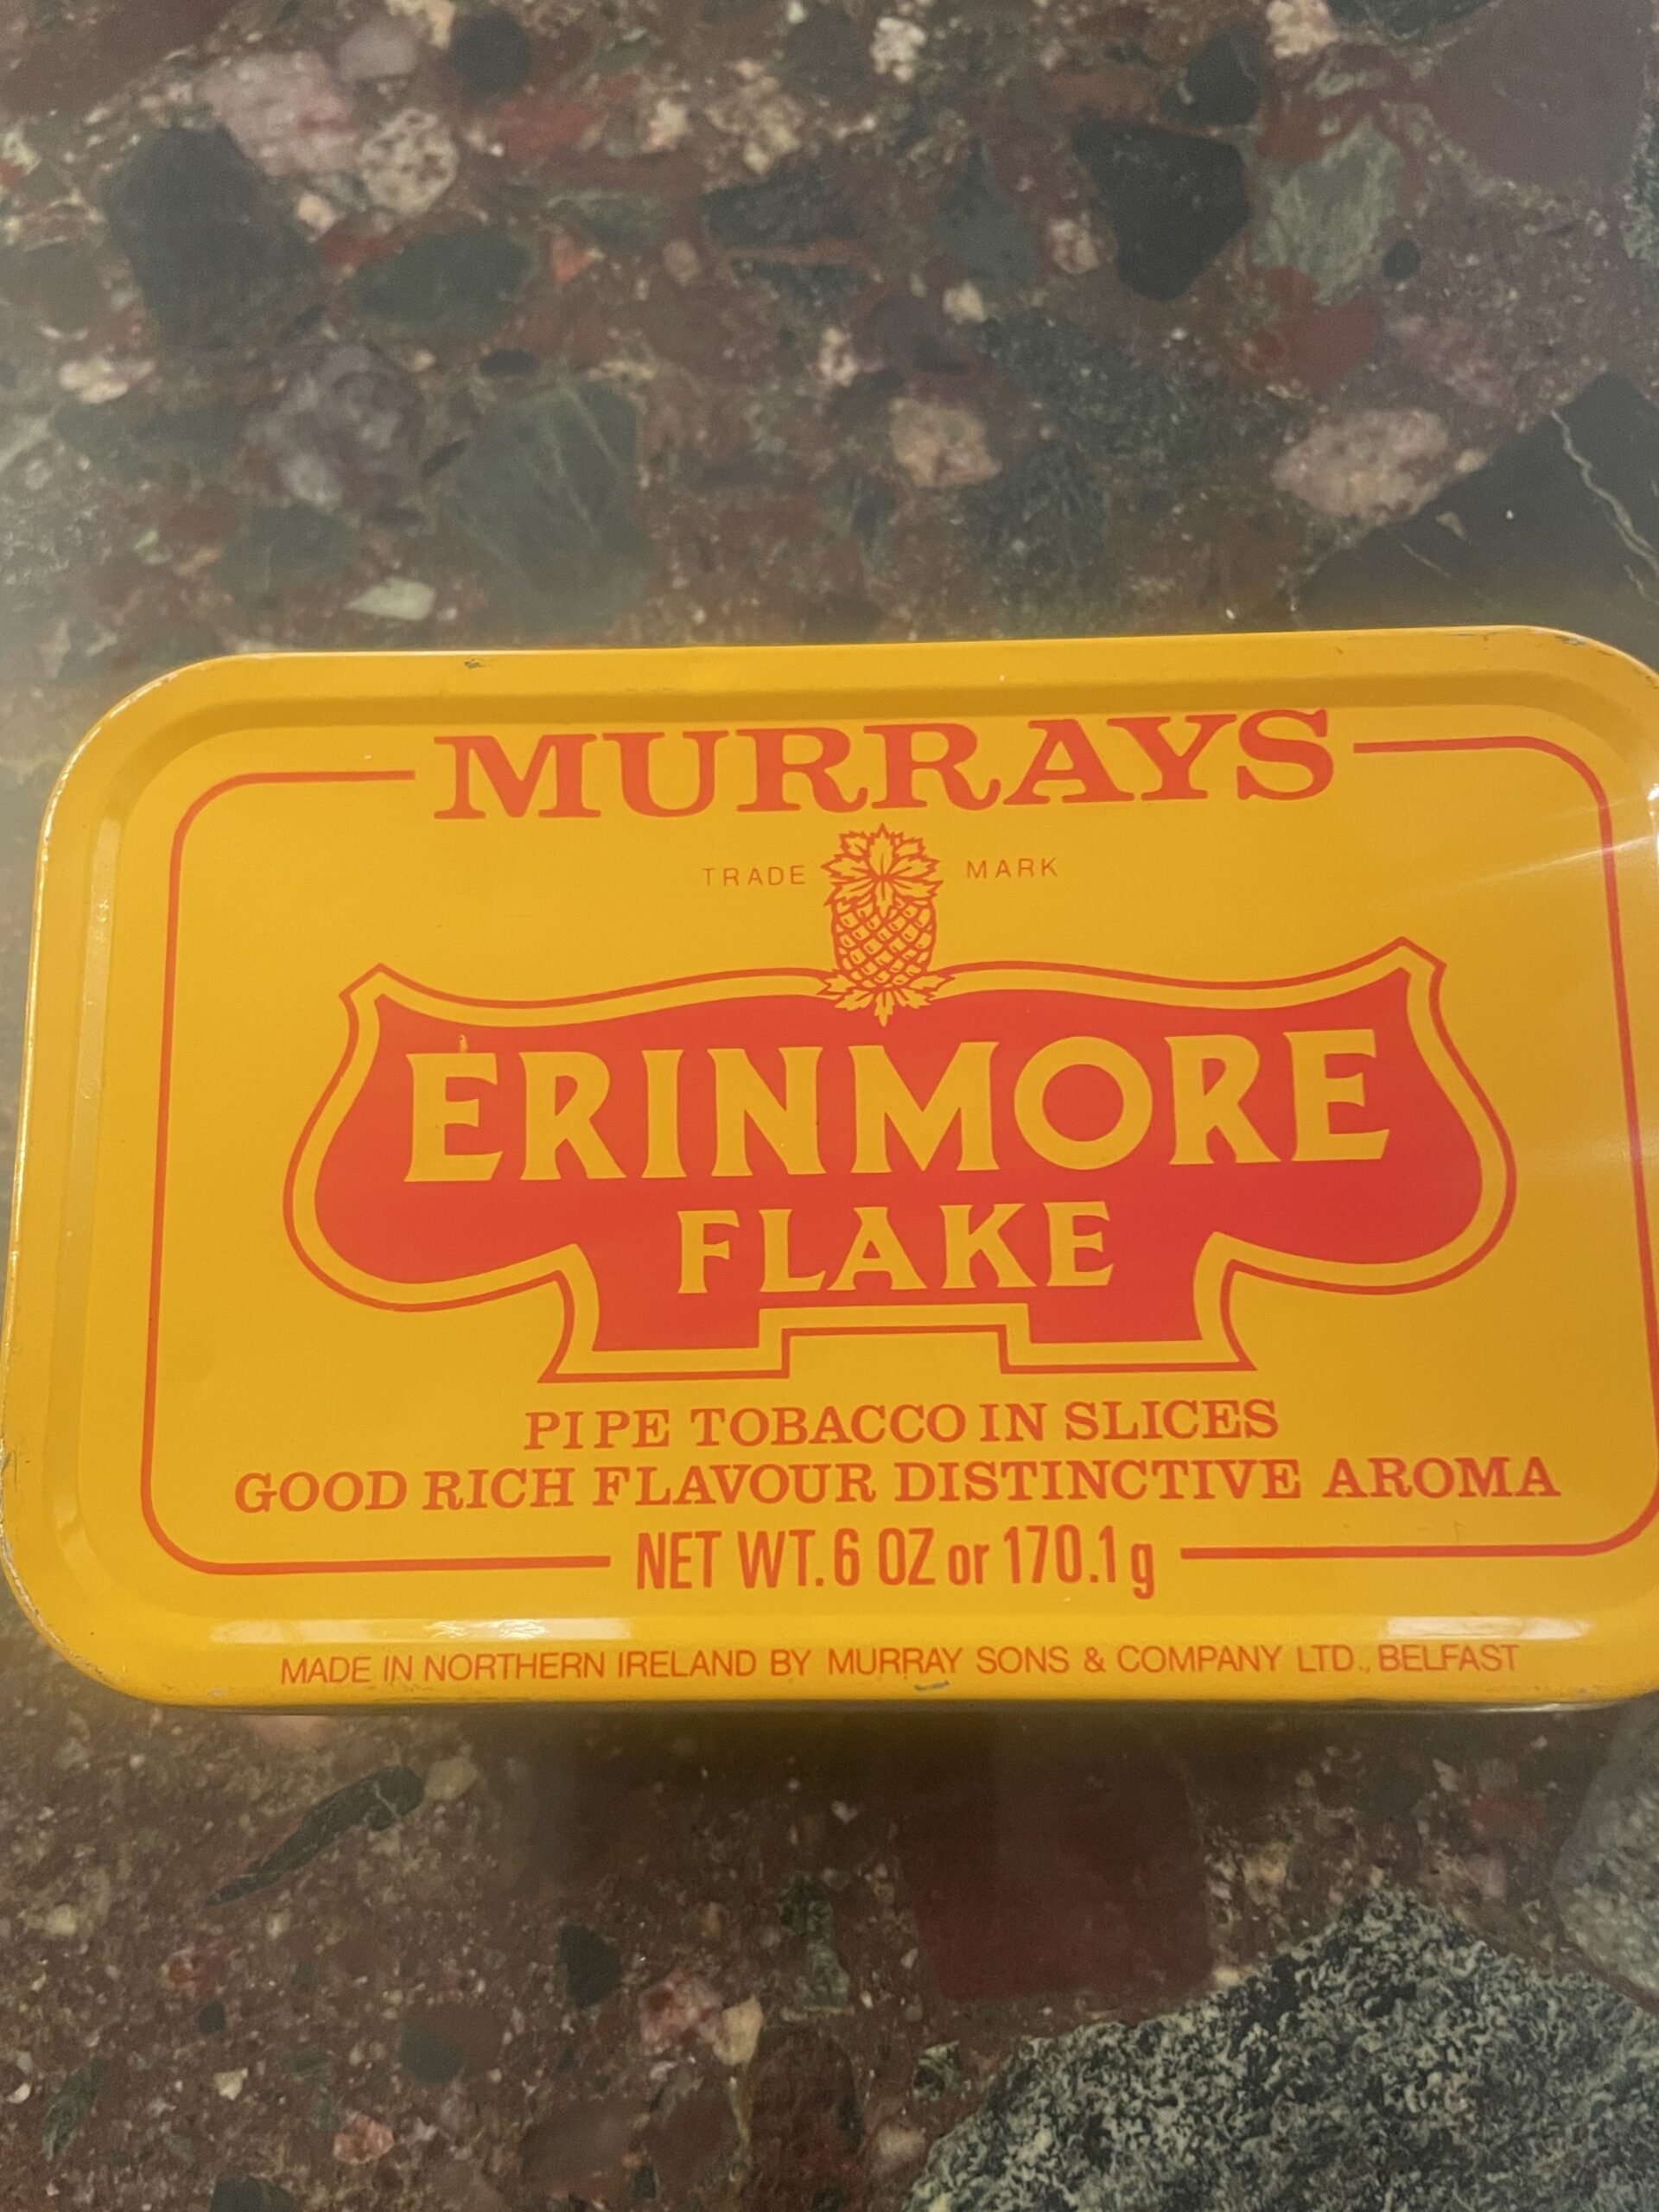 MURRAYS
TRADE MARK
ERINMORE
FLAKE
PIPE TOBACCO IN SLICES
GOOD RICH FLAVOUR DISTINCTIVE AROMA
NET WT. 6 OZ or 170.1 g
MADE IN NORTHERN IRELAND BY MURRAY SONS & COMPANY LTD., BELFAST